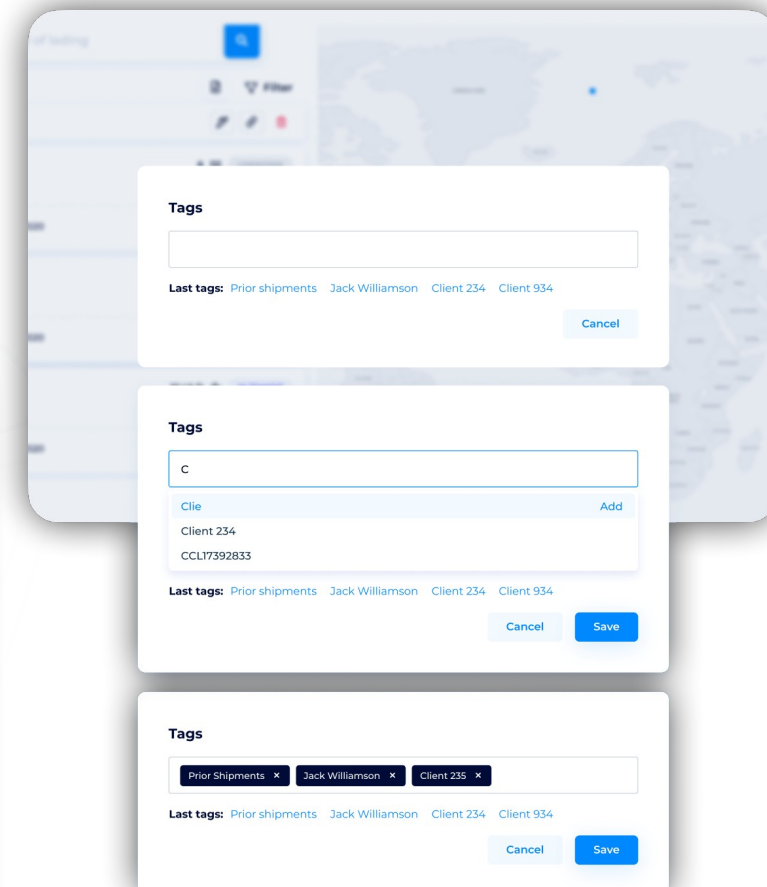 of lading
Filter
Tags
Last tags: Prior shipments Jack Williamson Client 234 Client 934
Cancel
Tags
C
Clie Add
Client 234
CCL17392833
Last tags: Prior shipments Jack Williamson Client 234 Client 934
Cancel Save
Tags
Prior Shipments × Jack Williamson × Client 235 ×
Last tags: Prior shipments Jack Williamson Client 234 Client 934
Cancel Save